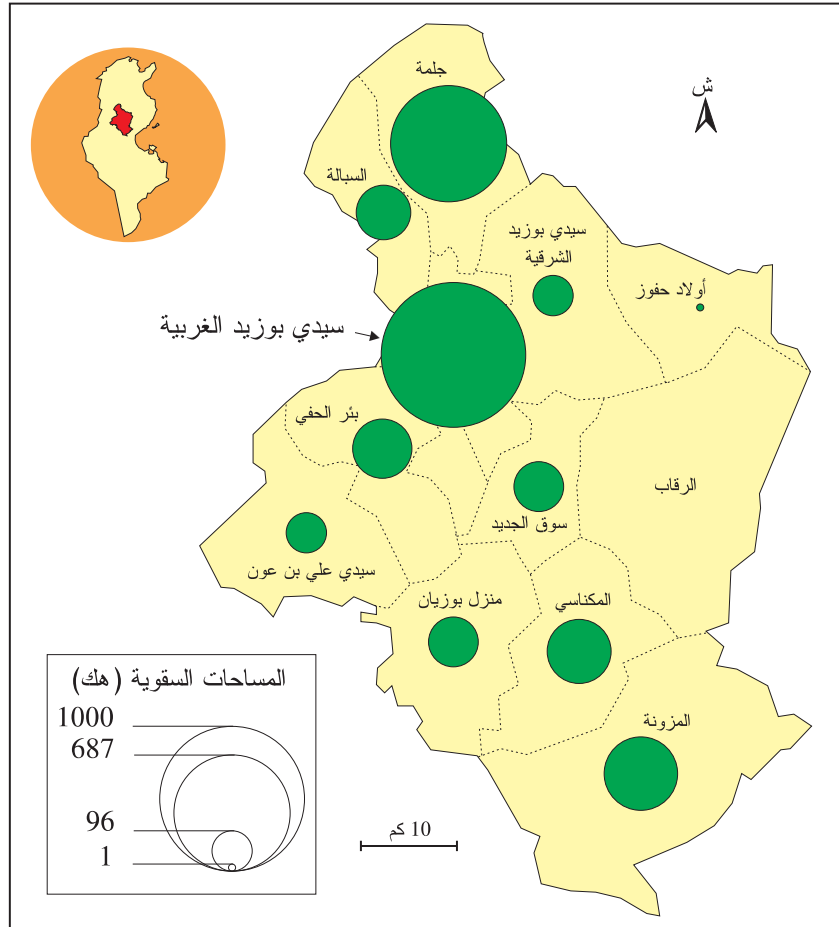 جلمة
ش
السبالة
سيدي بوزيد
الشرقية
أولاد حفوز
سيدي بوزيد الغربية
بئر الحفي
الرقاب
سوق الجديد
سيدي علي بن عون
منزل بوزيان
المكناسي
المزونة
المساحات السقوية (هك)
1000
687
96
1
10 كم